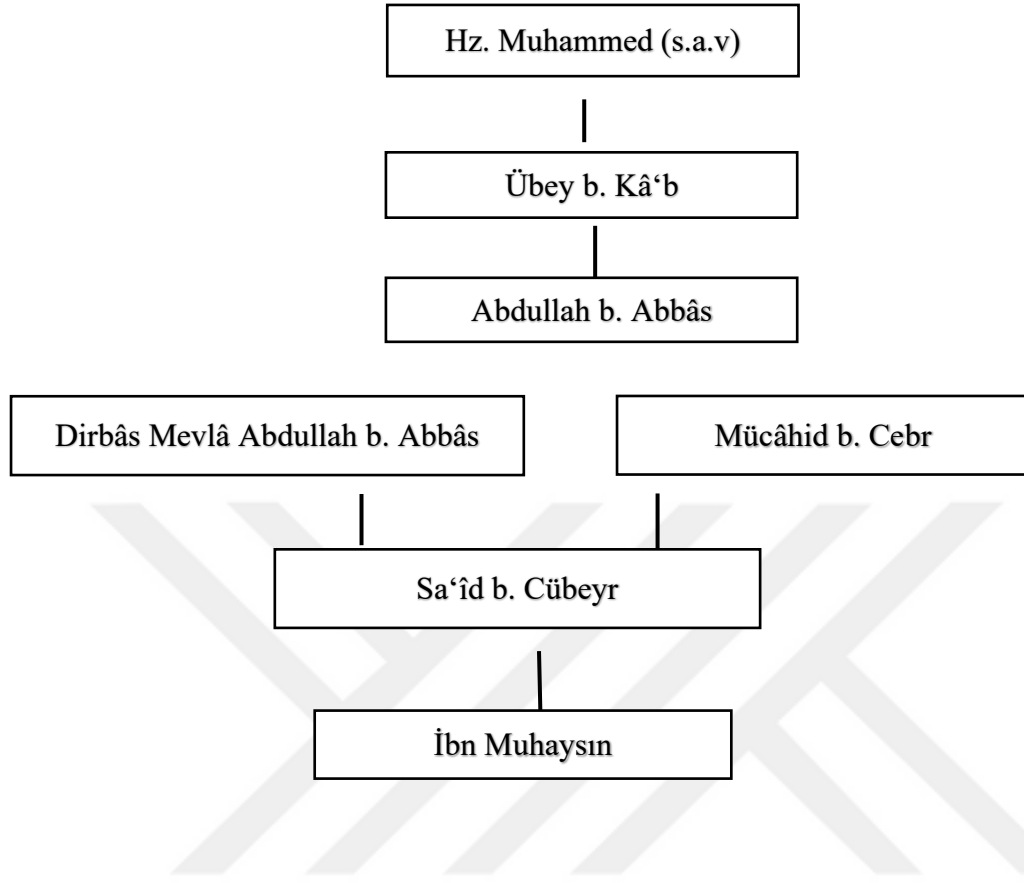 Hz. Muhammed (s.a.v)
Übey b. Kâ‘b
Abdullah b. Abbâs
Dirbâs Mevlâ Abdullah b. Abbâs
Mücâhid b. Cebr
Sa‘îd b. Cübeyr
İbn Muhaysın